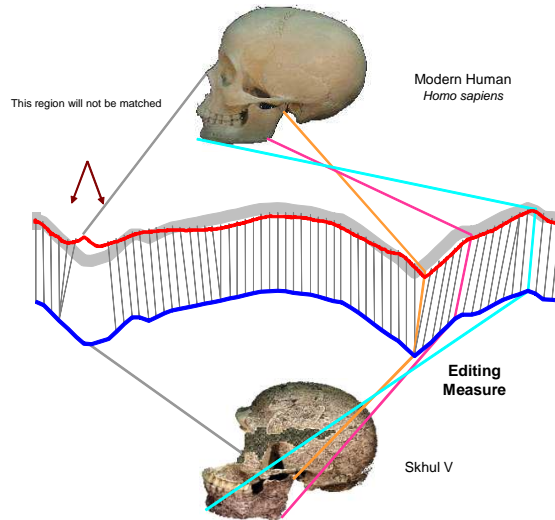 Modern Human
Homo sapiens
This region will not be matched
Editing
Measure
Skhul V